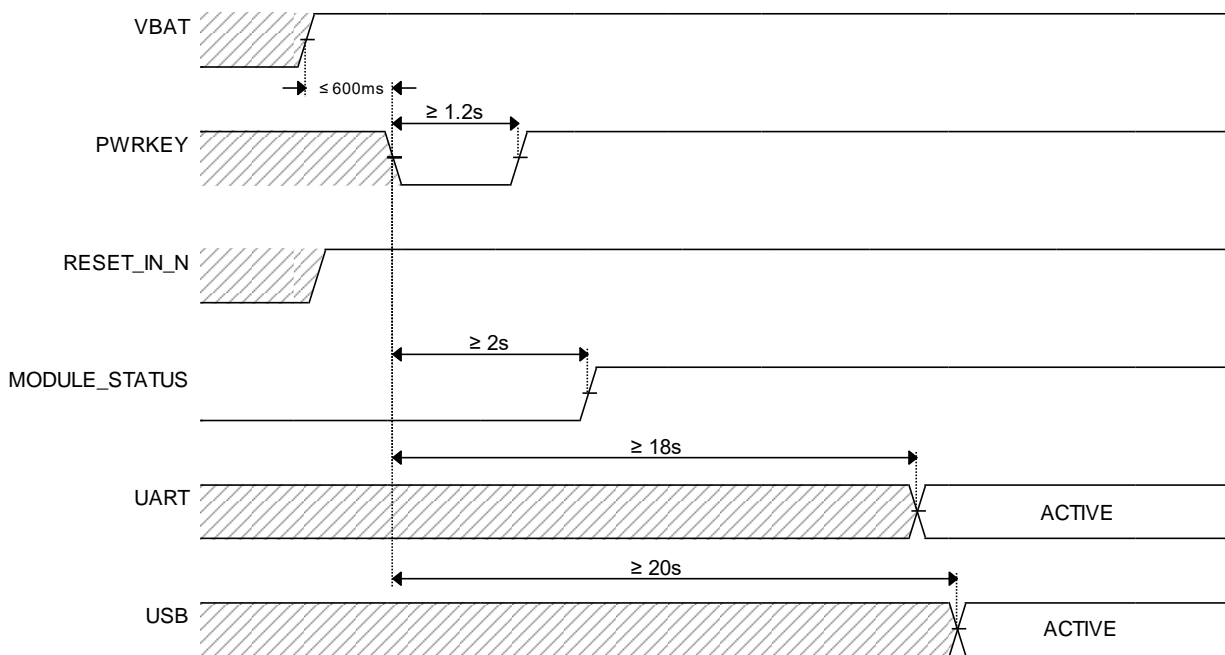 VBAT
≤ 600ms
≥ 1.2s
PWRKEY
RESET_IN_N
≥ 2s
MODULE_STATUS
≥ 18s
UART
ACTIVE
≥ 20s
USB
ACTIVE